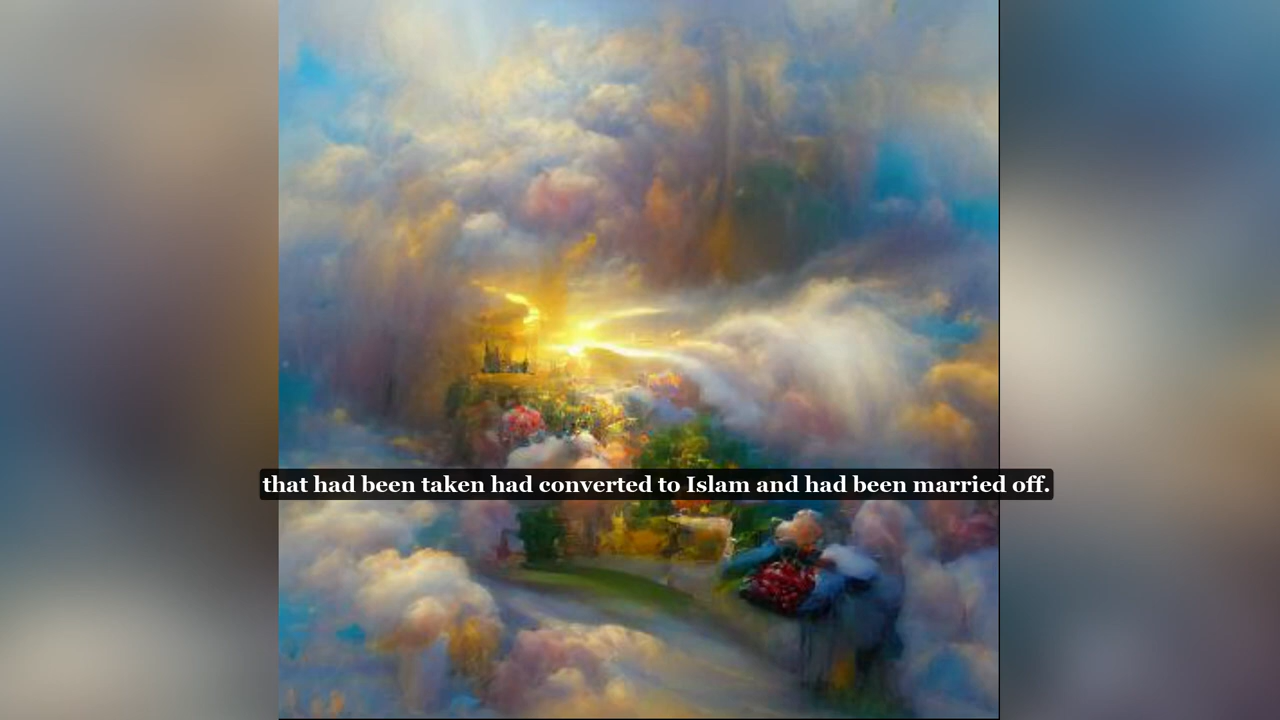 that had been taken had converted to Islam and had been married off.